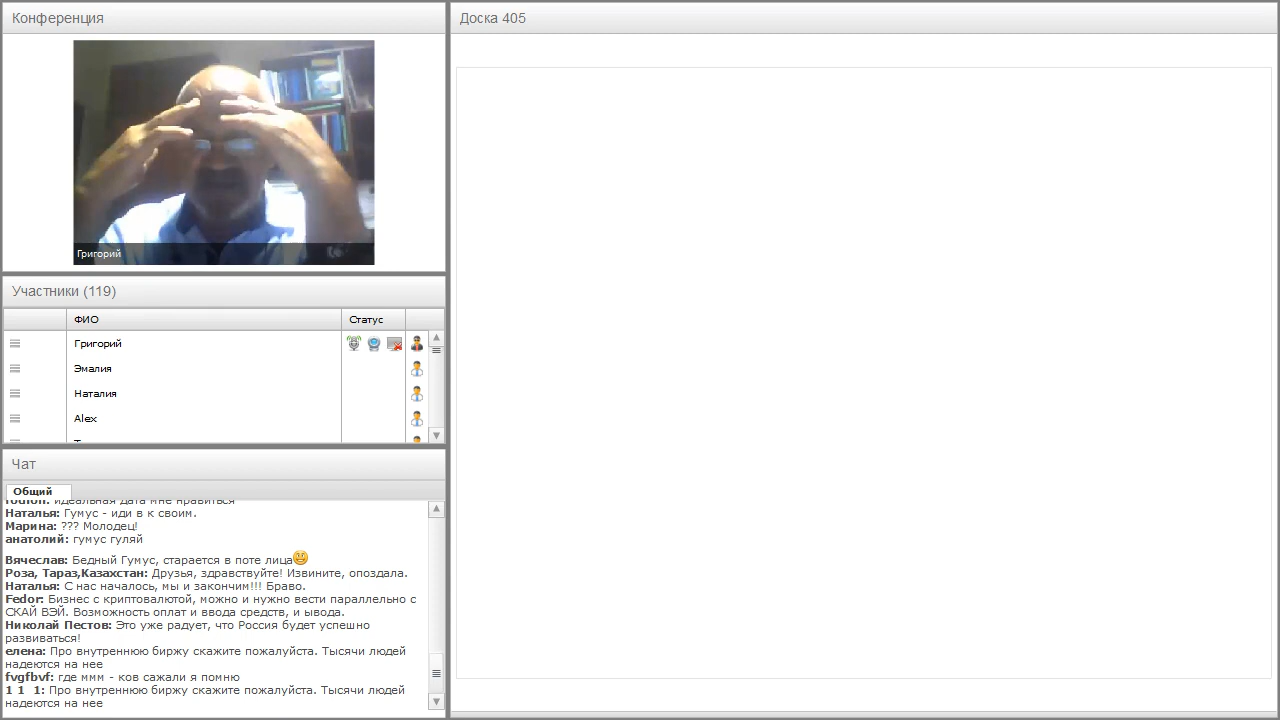 Конференция
Григорий
Участники (119)
ФИО Статус
Григорий
Эмалия
Наталия
Alex
Чат
Общий
идеальная дата мне нравиться
Наталья: Гумус - иди в к своим.
Марина: ??? Молодец!
анатолий: гумус гуляй
Вячеслав: Бедный Гумус, старается в поте лица
Роза, Тараз,Казахстан: Друзья, здравствуйте! Извините, опоздала.
Наталья: С нас началось, мы и закончим!!! Браво.
Fedor: Бизнес с криптовалютой, можно и нужно вести параллельно с
СКАЙ ВЭЙ. Возможность оплат и ввода средств, и ывода.
Николай Пестов: Это уже радует, что Россия будет успешно
развиваться!
елена: Про внутреннюю биржу скажите пожалуйста. Тысячи людей
надеются на нее
fvgfbvf: где ммм - ков сажали я помню
1 1 1: Про внутреннюю биржу скажите пожалуйста. Тысячи людей
надеются на нее
Доска 405